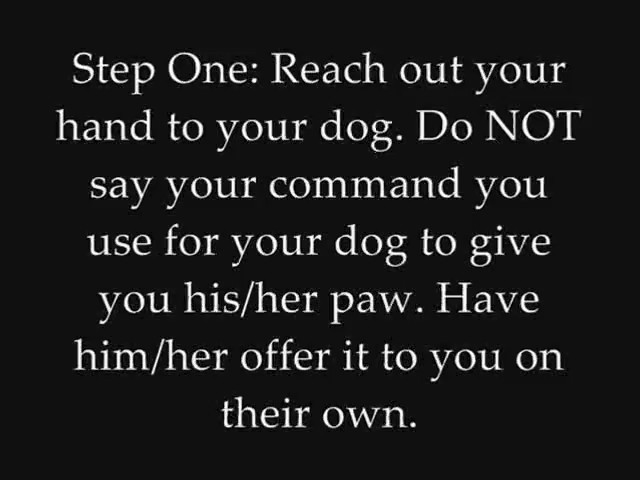 Step One: Reach out your
hand to your dog. Do NOT
say your command you
use for your dog to give
you his/her paw. Have
him/her offer it to you on
their own.